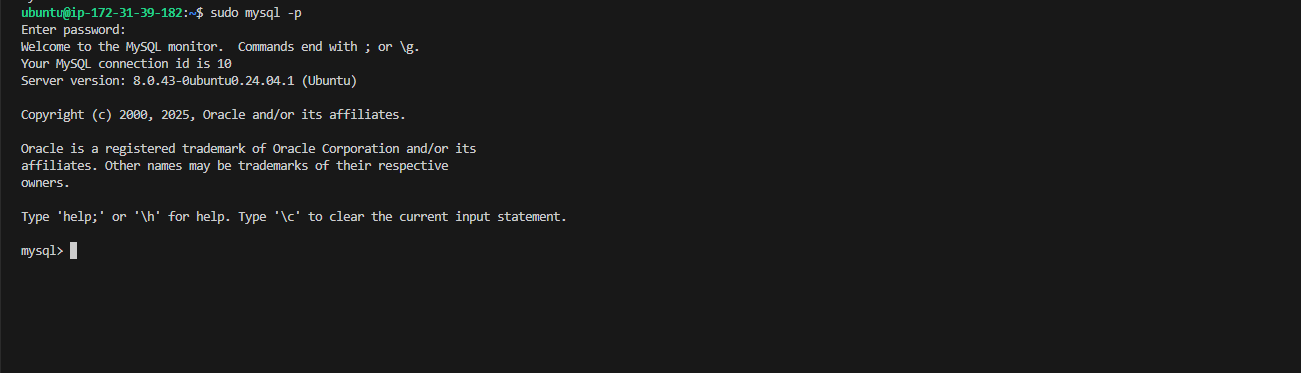 ubuntu@ip-172-31-39-182:~$ sudo mysql -p
Enter password:
Welcome to the MySQL monitor.  Commands end with ; or \g.
Your MySQL connection id is 10
Server version: 8.0.43-0ubuntu0.24.04.1 (Ubuntu)

Copyright (c) 2000, 2025, Oracle and/or its affiliates.

Oracle is a registered trademark of Oracle Corporation and/or its
affiliates. Other names may be trademarks of their respective
owners.

Type 'help;' or '\h' for help. Type '\c' to clear the current input statement.

mysql>